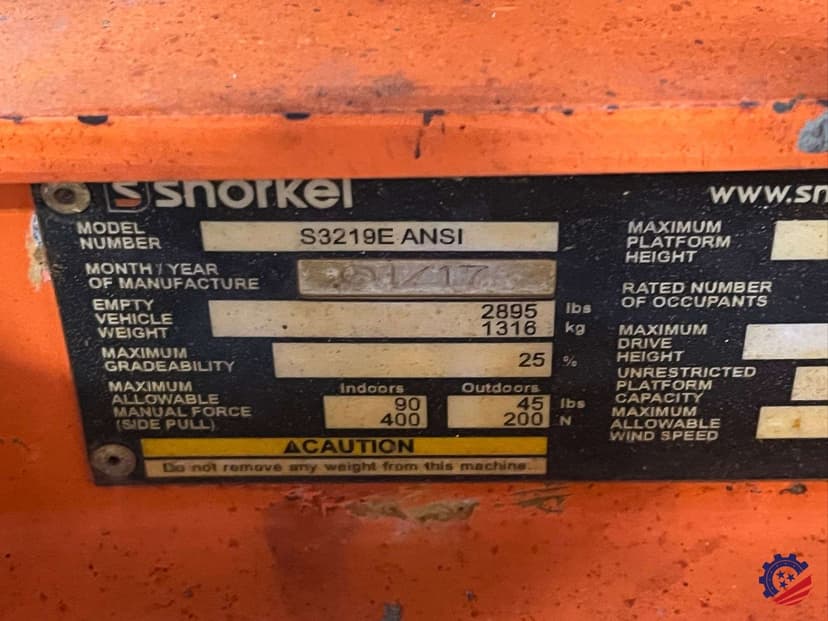 snorkel
www.sn
MODEL NUMBER S3219E ANSI
MONTH / YEAR OF MANUFACTURE 01/17
EMPTY VEHICLE WEIGHT 2895 lbs
1316 kg
MAXIMUM GRADEABILITY 25 %
Indoors Outdoors
MAXIMUM ALLOWABLE MANUAL FORCE (SIDE PULL) 90 45 lbs
400 200 N
CAUTION
Do not remove any weight from this machine.
MAXIMUM PLATFORM HEIGHT
RATED NUMBER OF OCCUPANTS
MAXIMUM DRIVE HEIGHT
UNRESTRICTED PLATFORM CAPACITY
MAXIMUM ALLOWABLE WIND SPEED